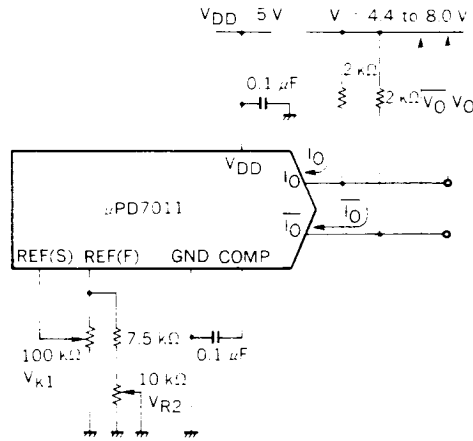 VDD 5 V V 4.4 to 8.0 V
2 kΩ
0.1 μF
2 kΩ VO VO
VDD
IO
IO
μPD7011
IO IO
REF(S) REF(F) GND COMP
7.5 kΩ
0.1 μF
100 kΩ
VK1
10 kΩ
VR2